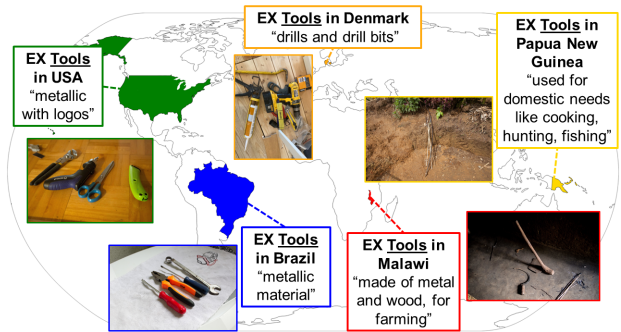 EX Tools in Denmark
“drills and drill bits”
EX Tools in
Papua New
Guinea
“used for
domestic needs
like cooking,
hunting, fishing”
EX Tools
in USA
“metallic
with logos”
EX Tools
in Brazil
“metallic
material”
EX Tools in
Malawi
“made of metal
and wood, for
farming”